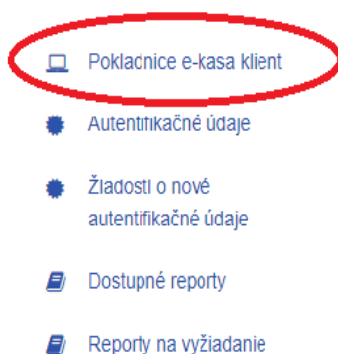 Pokladnice e-kasa klient
Autentifikačné údaje
Žiadosti o nové
autentifikačné údaje
Dostupné reporty
Reporty na vyžiadanie